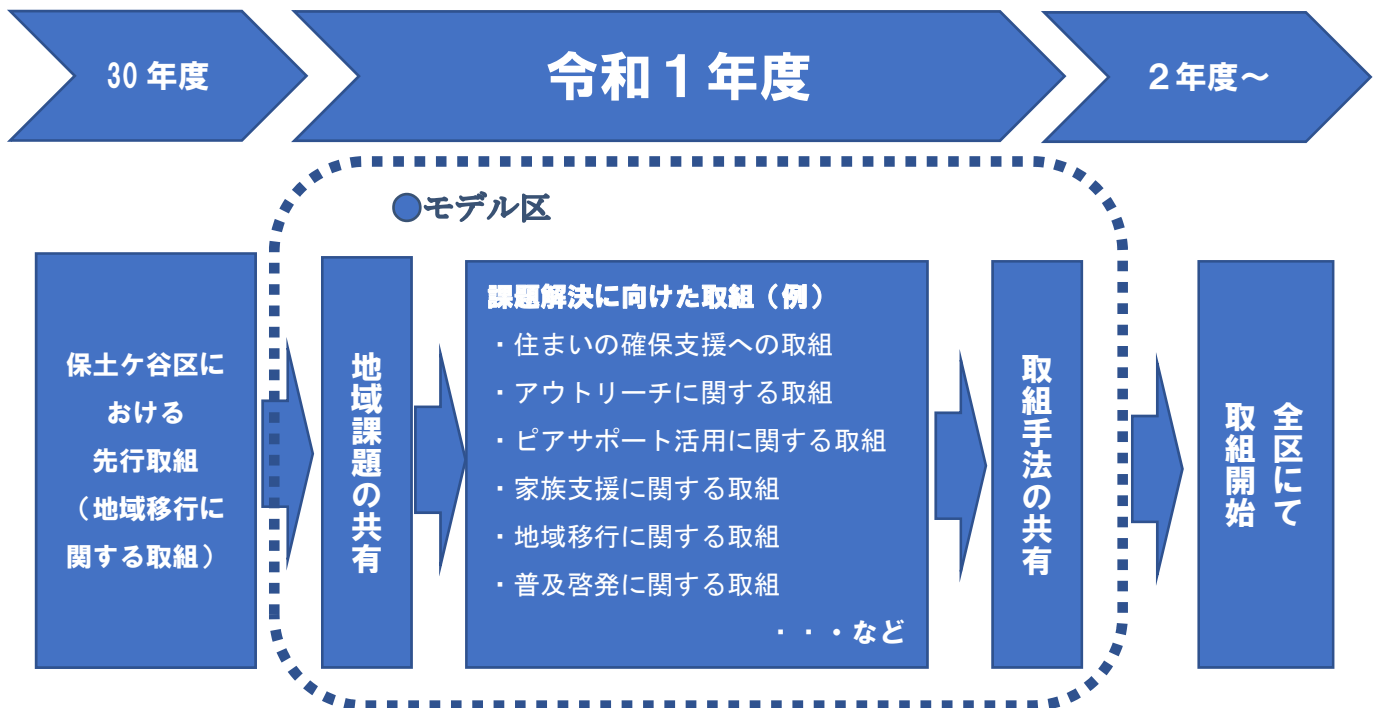 30年度
令和１年度
２年度～
●モデル区
保土ケ谷区に
おける
先行取組
（地域移行に
関する取組）
地域課題の共有
課題解決に向けた取組（例）
・住まいの確保支援への取組
・アウトリーチに関する取組
・ピアサポート活用に関する取組
・家族支援に関する取組
・地域移行に関する取組
・普及啓発に関する取組
・・・など
取組手法の共有
全区にて
取組開始